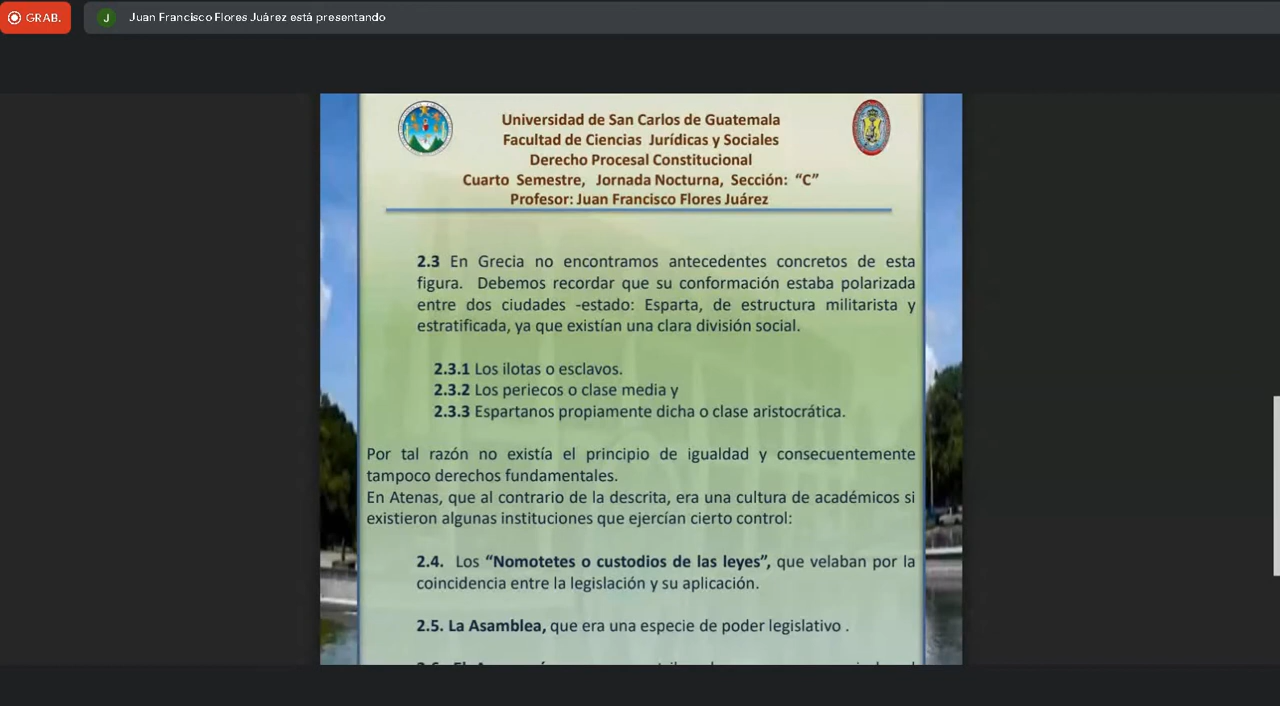 GRAB.
J
Juan Francisco Flores Juárez está presentando
Universidad de San Carlos de Guatemala
Facultad de Ciencias Jurídicas y Sociales
Derecho Procesal Constitucional
Cuarto Semestre, Jornada Nocturna, Sección: “C”
Profesor: Juan Francisco Flores Juárez
2.3 En Grecia no encontramos antecedentes concretos de esta
figura. Debemos recordar que su conformación estaba polarizada
entre dos ciudades -estado: Esparta, de estructura militarista y
estratificada, ya que existían una clara división social.
2.3.1 Los ilotas o esclavos.
2.3.2 Los periecos o clase media y
2.3.3 Espartanos propiamente dicha o clase aristocrática.
Por tal razón no existía el principio de igualdad y consecuentemente
tampoco derechos fundamentales.
En Atenas, que al contrario de la descrita, era una cultura de académicos si
existieron algunas instituciones que ejercían cierto control:
2.4. Los “Nomotetes o custodios de las leyes”, que velaban por la
coincidencia entre la legislación y su aplicación.
2.5. La Asamblea, que era una especie de poder legislativo .